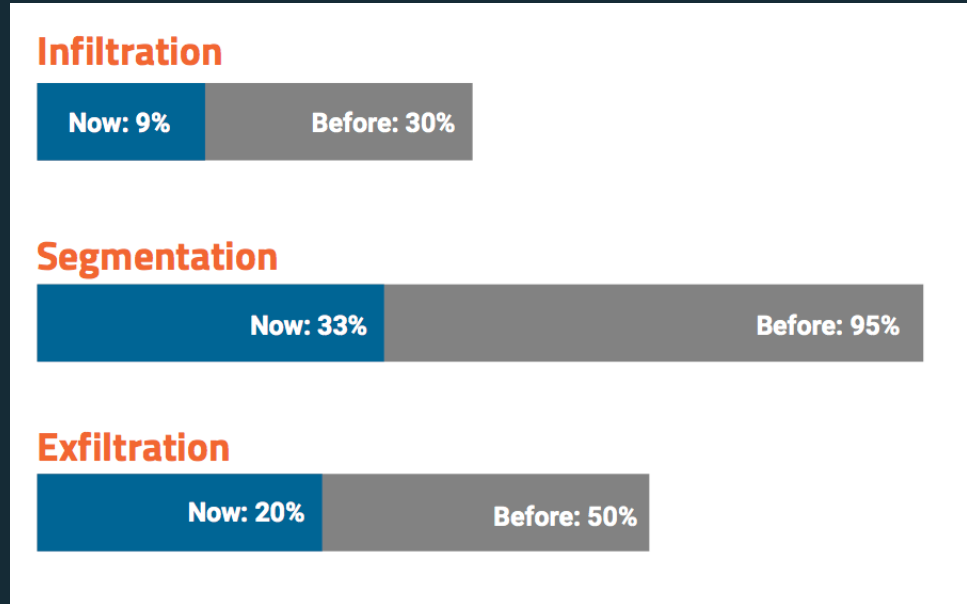 Infiltration
Now: 9% Before: 30%
Segmentation
Now: 33% Before: 95%
Exfiltration
Now: 20% Before: 50%